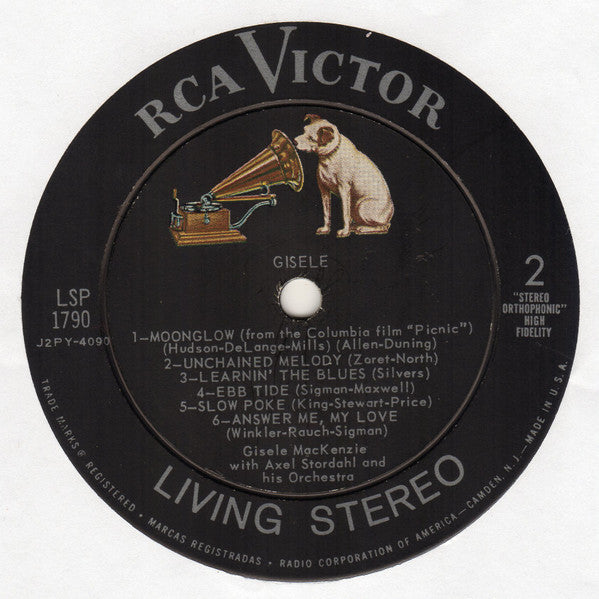 RCA VICTOR
GISELE
LSP
1790
J2PY-4090
2
"STEREO
ORTHOPHONIC"
HIGH
FIDELITY
1—MOONGLOW (from the Columbia film "Picnic")
(Hudson-DeLange-Mills) (Allen-Duning)
2—UNCHAINED MELODY (Zaret-North)
3—LEARNIN' THE BLUES (Silvers)
4—EBB TIDE (Sigman-Maxwell)
5—SLOW POKE (King-Stewart-Price)
6—ANSWER ME, MY LOVE
(Winkler-Rauch-Sigman)
Gisele MacKenzie
with Axel Stordahl and
his Orchestra
LIVING STEREO
TRADE MARKS ® REGISTERED • MARCAS REGISTRADAS • RADIO CORPORATION OF AMERICA—CAMDEN, N.J.—MADE IN U.S.A.